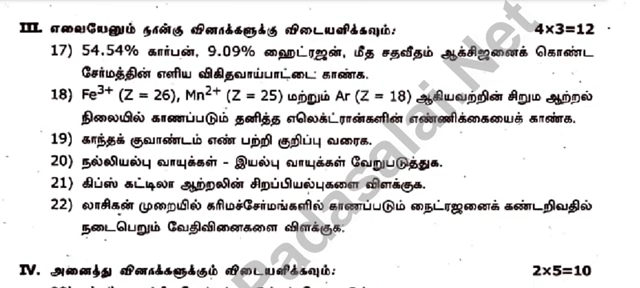 III. எவையேனும் நான்கு வினாக்களுக்கு விடையளிக்கவும்: 4×3=12
17) 54.54% கார்பன், 9.09% ஹைட்ரஜன், மீத சதவீதம் ஆக்சிஜனைக் கொண்ட
சேர்மத்தின் எளிய விகிதவாய்பாட்டை காண்க.
18) Fe³⁺ (Z = 26), Mn²⁺ (Z = 25) மற்றும் Ar (Z = 18) ஆகியவற்றின் சிறும ஆற்றல்
நிலையில் காணப்படும் தனித்த எலெக்ட்ரான்களின் எண்ணிக்கையைக் காண்க.
19) காந்தக் குவாண்டம் எண் பற்றி குறிப்பு வரைக.
20) நல்லியல்பு வாயுக்கள் - இயல்பு வாயுக்கள் வேறுபடுத்துக.
21) கிப்ஸ் கட்டிலா ஆற்றலின் சிறப்பியல்புகளை விளக்குக.
22) லாசிகன் முறையில் கரிமச்சேர்மங்களில் காணப்படும் நைட்ரஜனைக் கண்டறிவதில்
நடைபெறும் வேதிவினைகளை விளக்குக.
IV. அனைத்து வினாக்களுக்கும் விடையளிக்கவும்: 2×5=10
Padasalai.Net